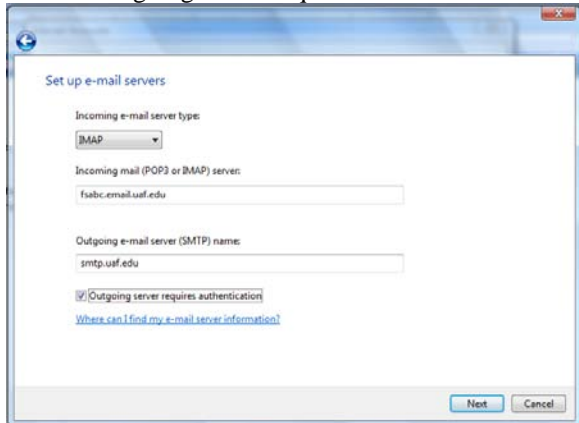 Set up e-mail servers
Incoming e-mail server type:
IMAP
Incoming mail (POP3 or IMAP) server:
fsabc.email.uaf.edu
Outgoing e-mail server (SMTP) name:
smtp.uaf.edu
Outgoing server requires authentication
Where can I find my e-mail server information?
Next Cancel